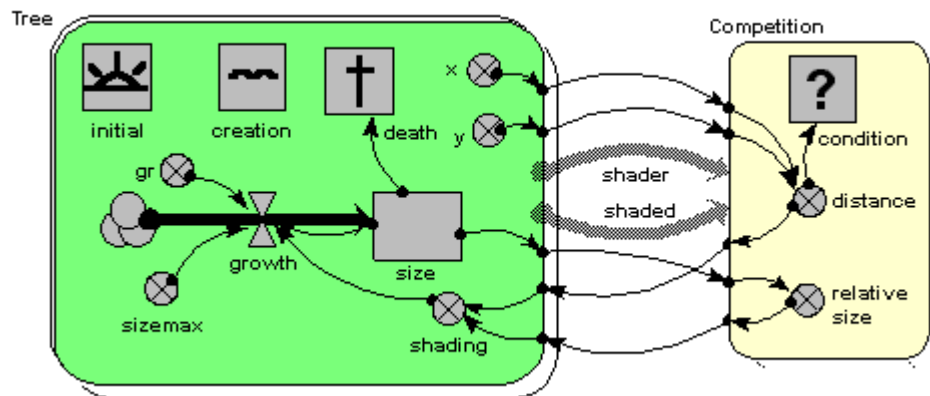 Tree
Competition
x
initial
creation
death
y
condition
gr
shader
shaded
distance
growth
size
sizemax
shading
relative
size
?